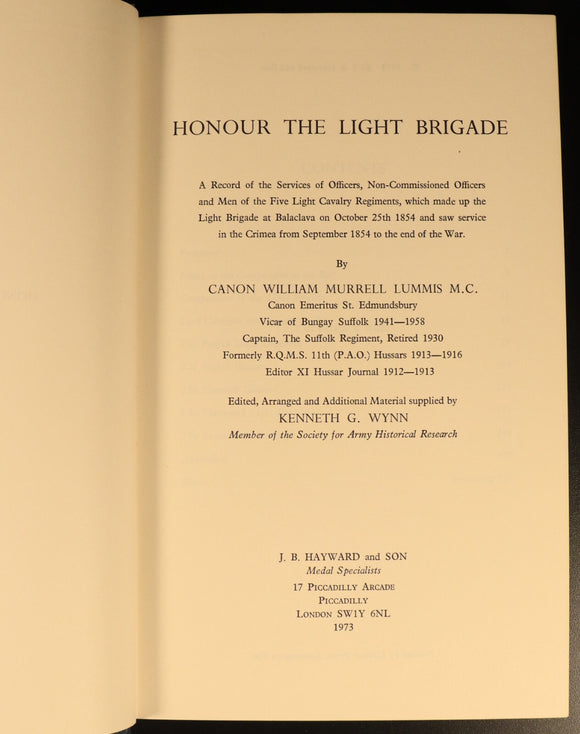 HONOUR THE LIGHT BRIGADE
A Record of the Services of Officers, Non-Commissioned Officers
and Men of the Five Light Cavalry Regiments, which made up the
Light Brigade at Balaclava on October 25th 1854 and saw service
in the Crimea from September 1854 to the end of the War.
By
CANON WILLIAM MURRELL LUMMIS M.C.
Canon Emeritus St. Edmundsbury
Vicar of Bungay Suffolk 1941—1958
Captain, The Suffolk Regiment, Retired 1930
Formerly R.Q.M.S. 11th (P.A.O.) Hussars 1913—1916
Editor XI Hussar Journal 1912—1913
Edited, Arranged and Additional Material supplied by
KENNETH G. WYNN
Member of the Society for Army Historical Research
J. B. HAYWARD and SON
Medal Specialists
17 PICCADILLY ARCADE
PICCADILLY
LONDON SW1Y 6NL
1973